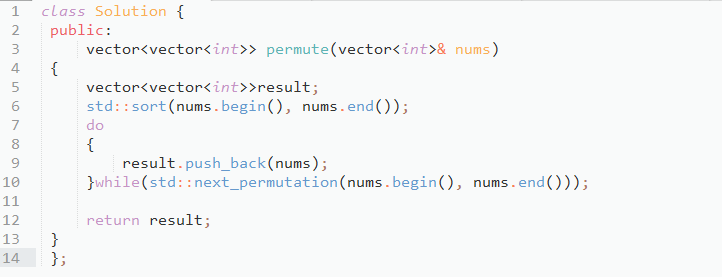 1 class Solution {
2 public:
3     vector<vector<int>> permute(vector<int>& nums)
4 {
5     vector<vector<int>>result;
6     std::sort(nums.begin(), nums.end());
7     do
8     {
9         result.push_back(nums);
10     }while(std::next_permutation(nums.begin(), nums.end()));
11
12     return result;
13 }
14 };